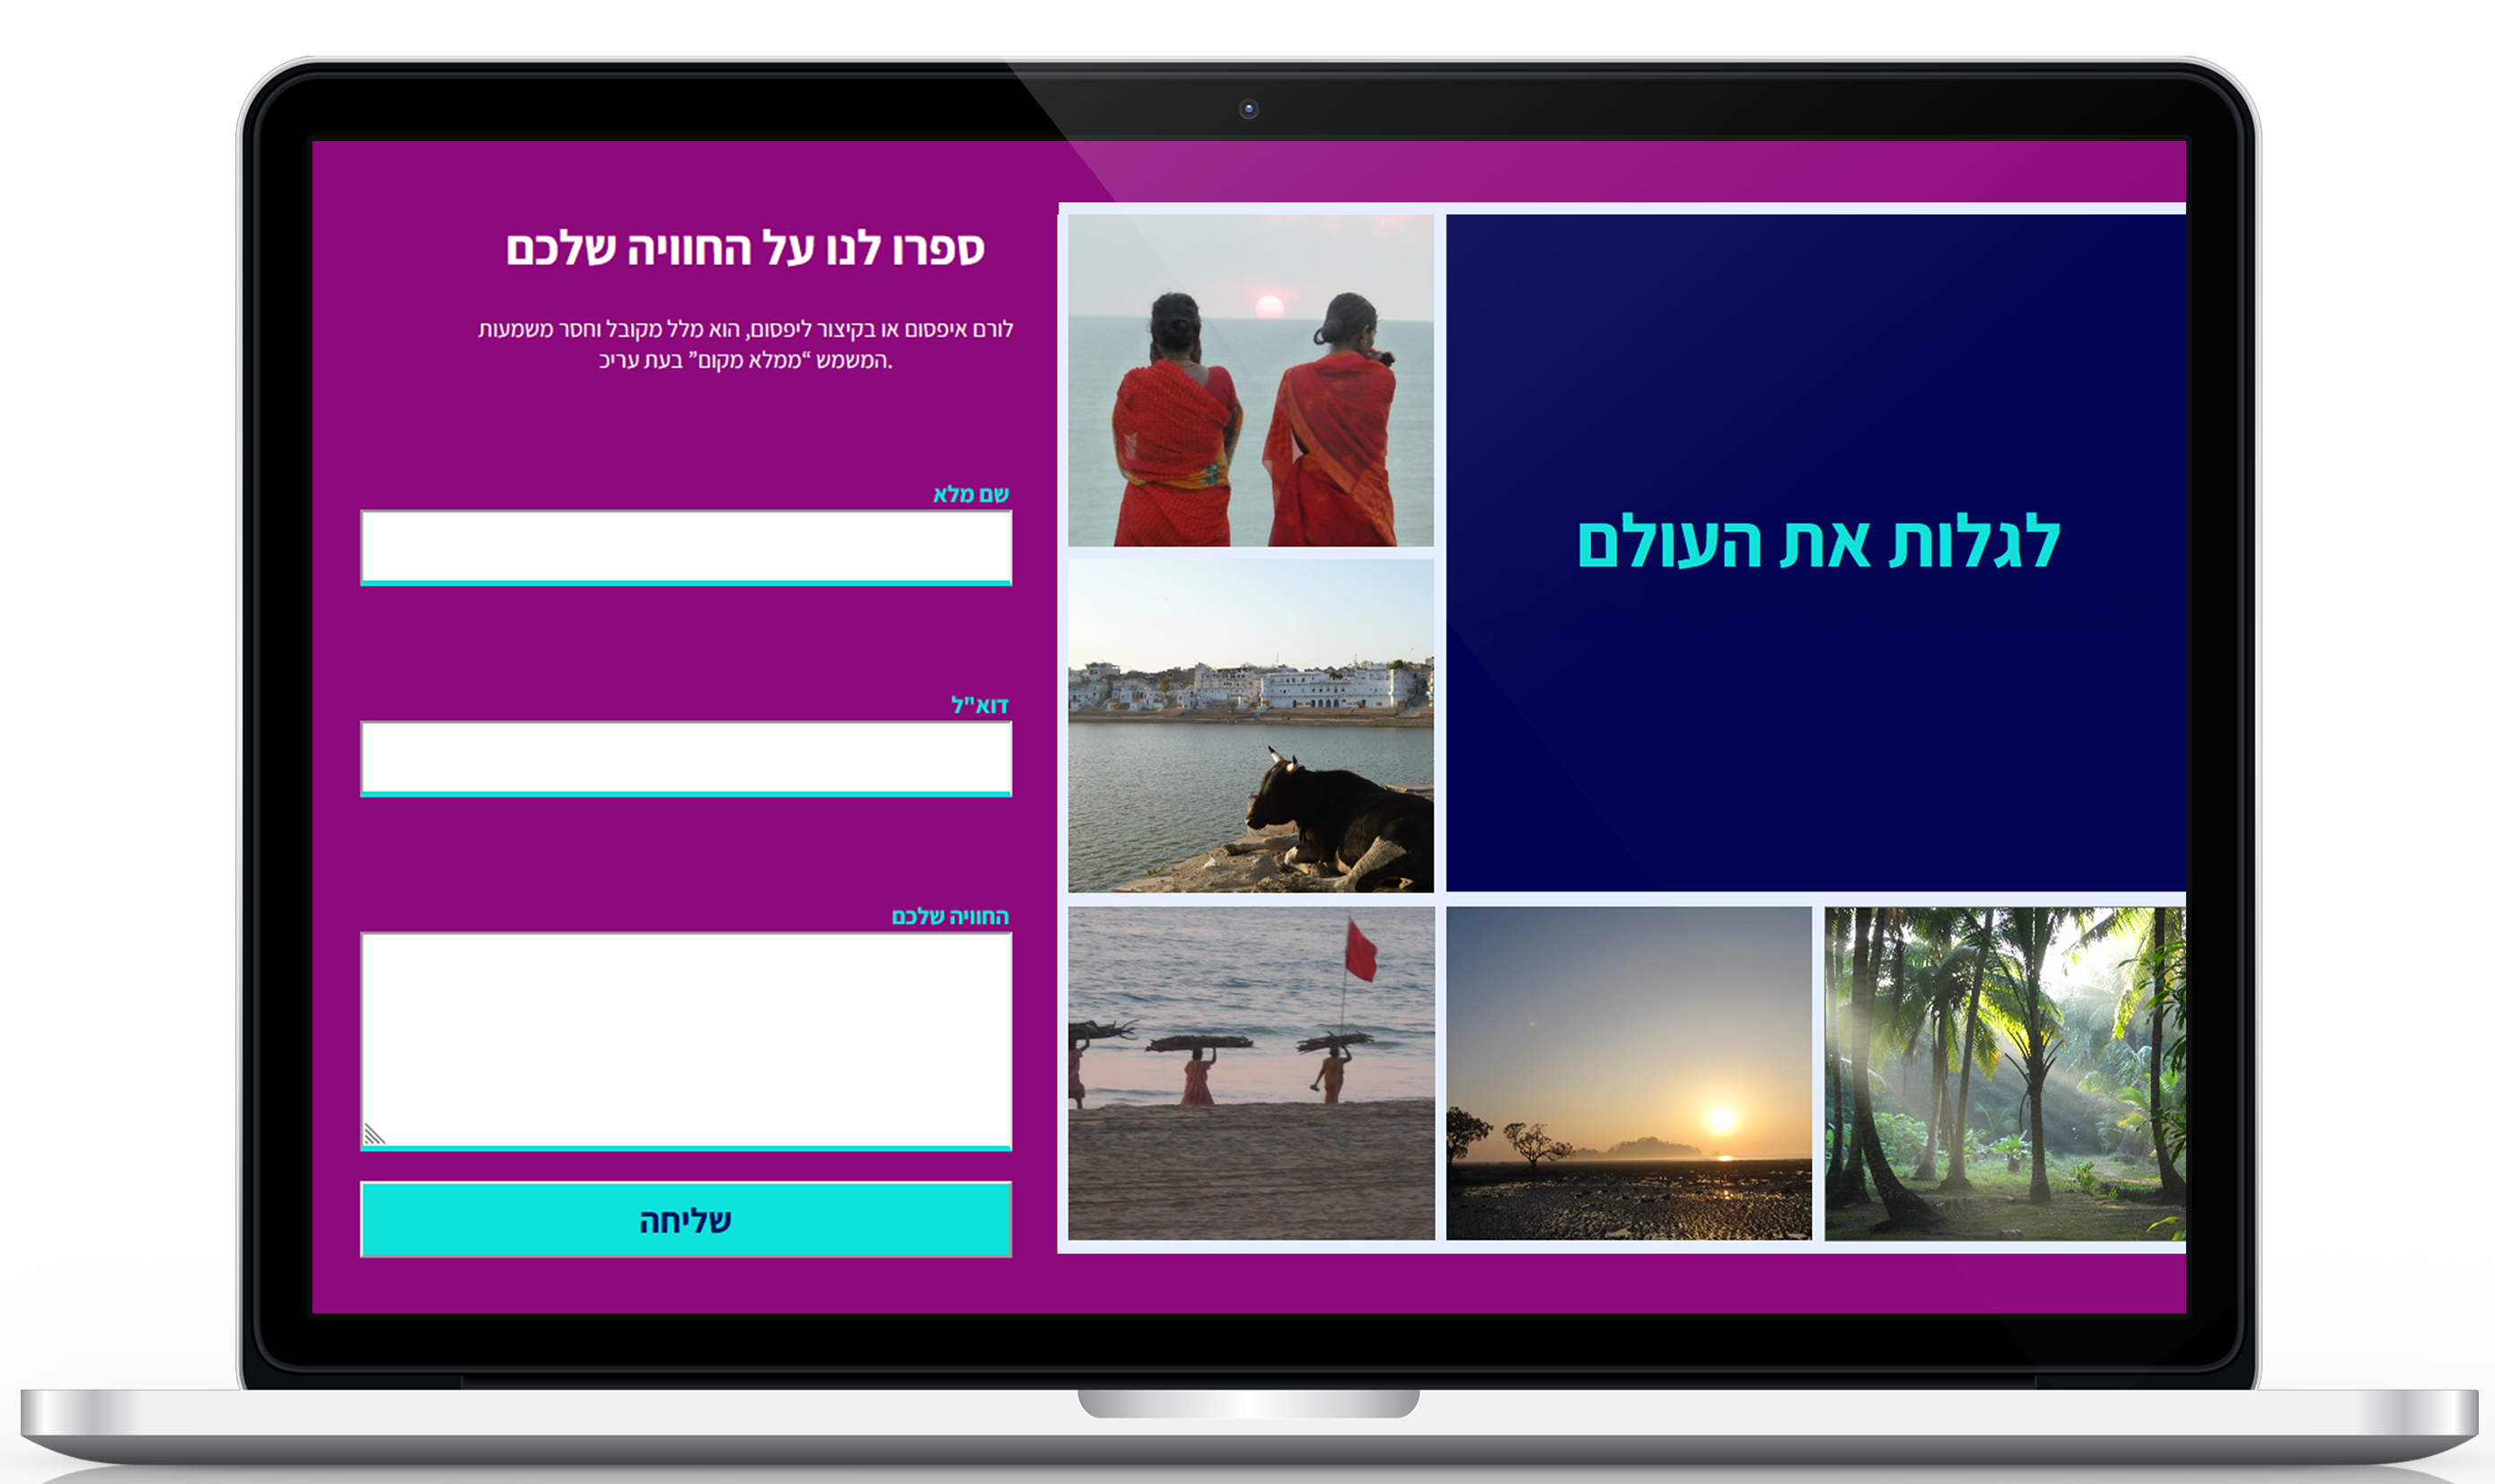 לגלות את העולם
ספרו לנו על החוויה שלכם
לורם איפסום או בקיצור ליפסום, הוא מלל מקובל וחסר משמעות
המשמש “ממלא מקום” בעת עריכ.
שם מלא
דוא"ל
החוויה שלכם
שליחה